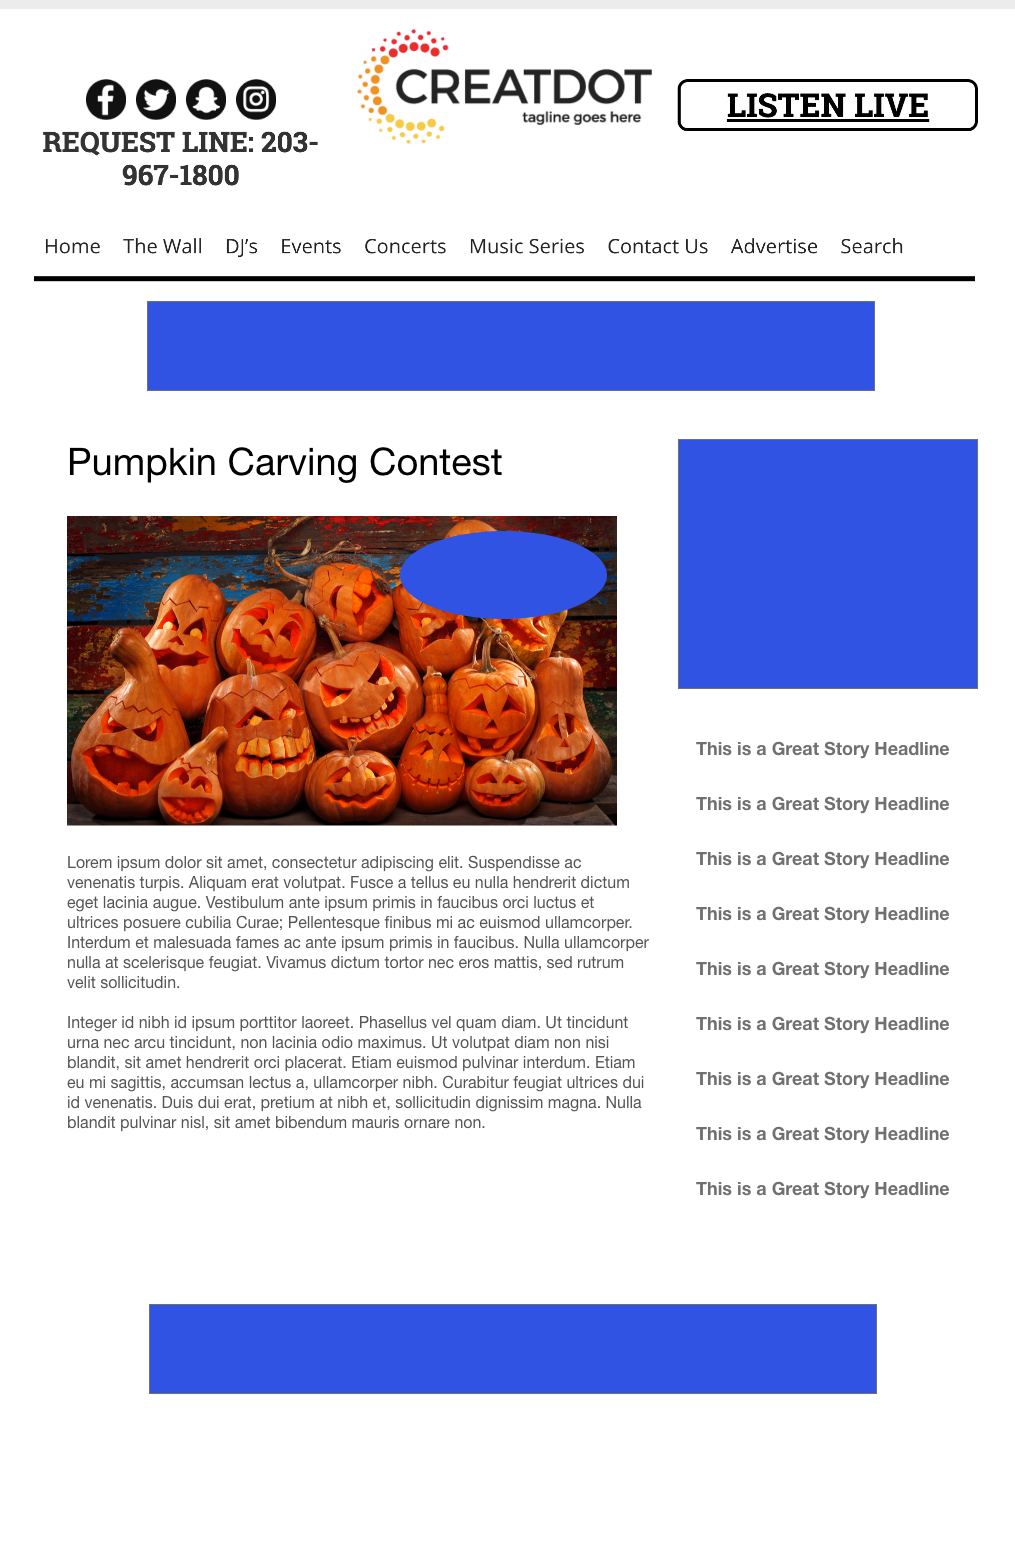 CREATDOT
tagline goes here
REQUEST LINE: 203-
967-1800
LISTEN LIVE
Home The Wall DJ's Events Concerts Music Series Contact Us Advertise Search
Pumpkin Carving Contest
Lorem ipsum dolor sit amet, consectetur adipiscing elit. Suspendisse ac
venenatis turpis. Aliquam erat volutpat. Fusce a tellus eu nulla hendrerit dictum
eget lacinia augue. Vestibulum ante ipsum primis in faucibus orci luctus et
ultrices posuere cubilia Curae; Pellentesque finibus mi ac euismod ullamcorper.
Interdum et malesuada fames ac ante ipsum primis in faucibus. Nulla ullamcorper
nulla at scelerisque feugiat. Vivamus dictum tortor nec eros mattis, sed rutrum
velit sollicitudin.
Integer id nibh id ipsum porttitor laoreet. Phasellus vel quam diam. Ut tincidunt
urna nec arcu tincidunt, non lacinia odio maximus. Ut volutpat diam non nisi
blandit, sit amet hendrerit orci placerat. Etiam euismod pulvinar interdum. Etiam
eu mi sagittis, accumsan lectus a, ullamcorper nibh. Curabitur feugiat ultrices dui
id venenatis. Duis dui erat, pretium at nibh et, sollicitudin dignissim magna. Nulla
blandit pulvinar nisl, sit amet bibendum mauris ornare non.
This is a Great Story Headline
This is a Great Story Headline
This is a Great Story Headline
This is a Great Story Headline
This is a Great Story Headline
This is a Great Story Headline
This is a Great Story Headline
This is a Great Story Headline
This is a Great Story Headline